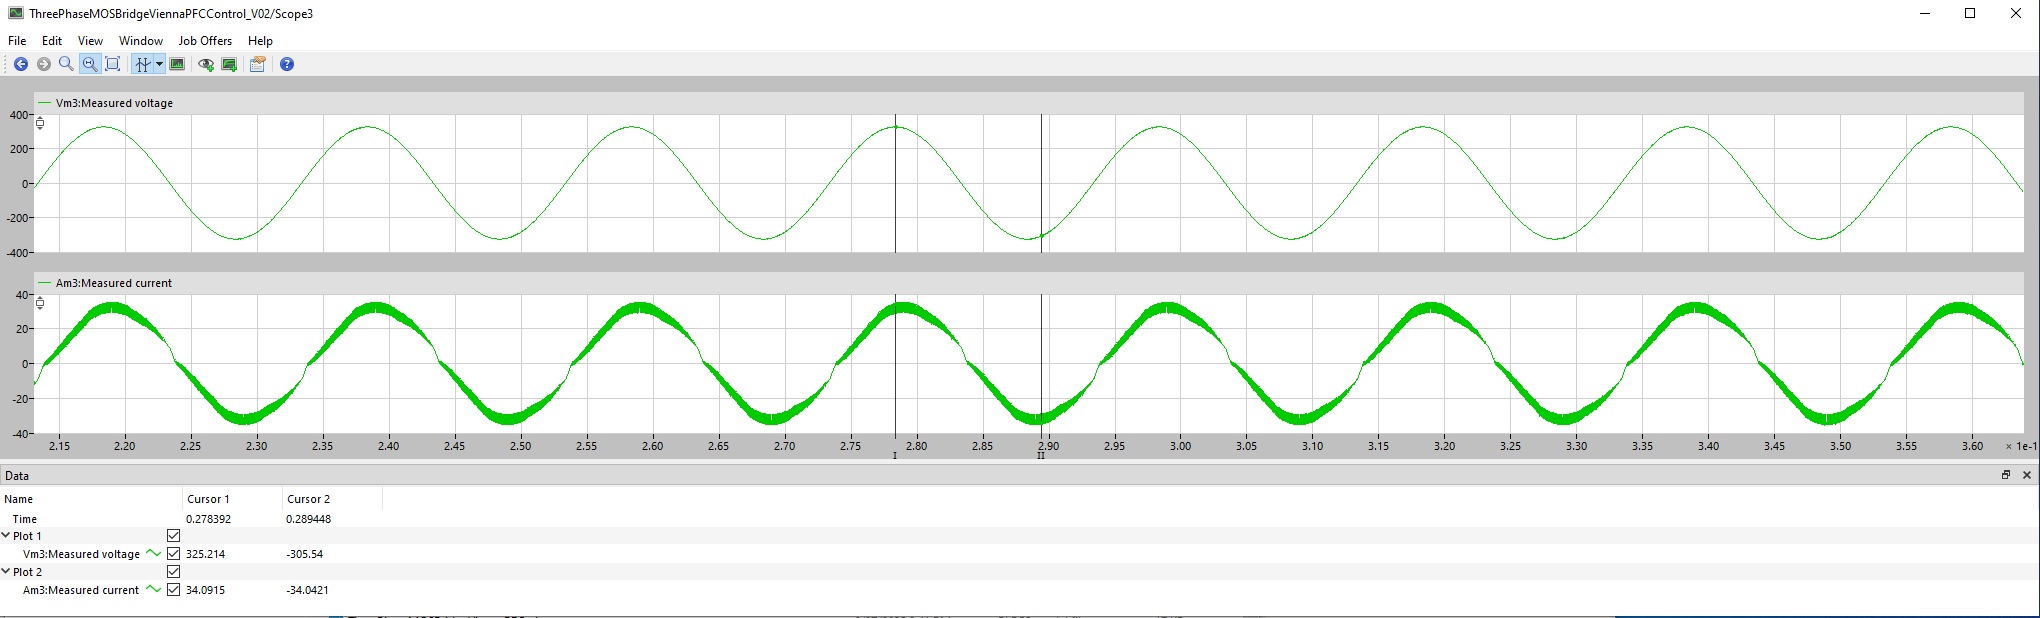 ThreePhaseMOSBridgeViennaPFCControl_V02/Scope3
File Edit View Window Job Offers Help
Vm3:Measured voltage
400
200
0
-200
-400
Am3:Measured current
40
20
0
-20
-40
2.15 2.20 2.25 2.30 2.35 2.40 2.45 2.50 2.55 2.60 2.65 2.70 2.75 2.80 2.85 2.90 2.95 3.00 3.05 3.10 3.15 3.20 3.25 3.30 3.35 3.40 3.45 3.50 3.55 3.60 × 1e-1
I II
Data
Name Cursor 1 Cursor 2
Time 0.278392 0.289448
Plot 1
Vm3:Measured voltage 325.214 -305.54
Plot 2
Am3:Measured current 34.0915 -34.0421